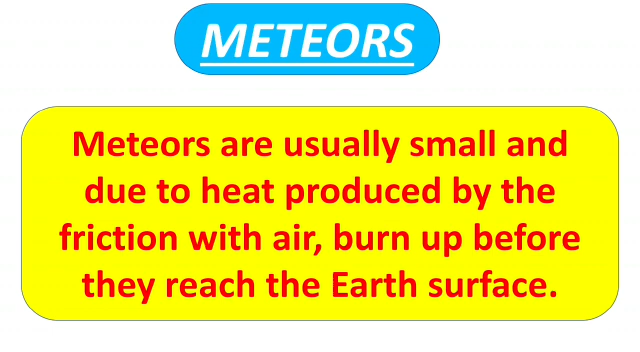 METEORS
Meteors are usually small and
due to heat produced by the
friction with air, burn up before
they reach the Earth surface.